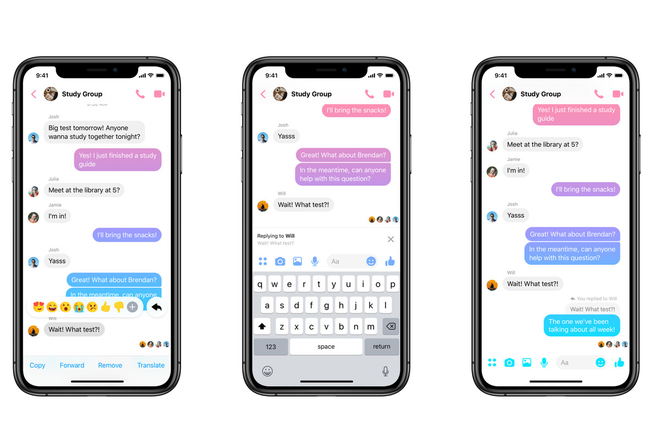 9:41
Study Group
Josh
Big test tomorrow! Anyone
wanna study together tonight?
Yes! I just finished a study
guide
Julia
Meet at the library at 5?
Jamie
I'm in!
I'll bring the snacks!
Josh
Yasss
Great! What about Brendan?
In the meantime, can anyone
Wait! What test?!
Copy
Forward
Remove
Translate
9:41
Study Group
I'll bring the snacks!
Josh
Yasss
Great! What about Brendan?
In the meantime, can anyone
help with this question?
Will
Wait! What test?!
Replying to Will
Wait! What test?!
Aa
q w e r t y u i o p
a s d f g h j k l
z x c v b n m
123
space
return
9:41
Study Group
Yes! I just finished a study
guide
Julia
Meet at the library at 5?
Jamie
I'm in!
I'll bring the snacks!
Josh
Yasss
Great! What about Brendan?
In the meantime, can anyone
help with this question?
Will
Wait! What test?!
You replied to Will
Wait! What test?!
The one we've been
talking about all week!
Aa